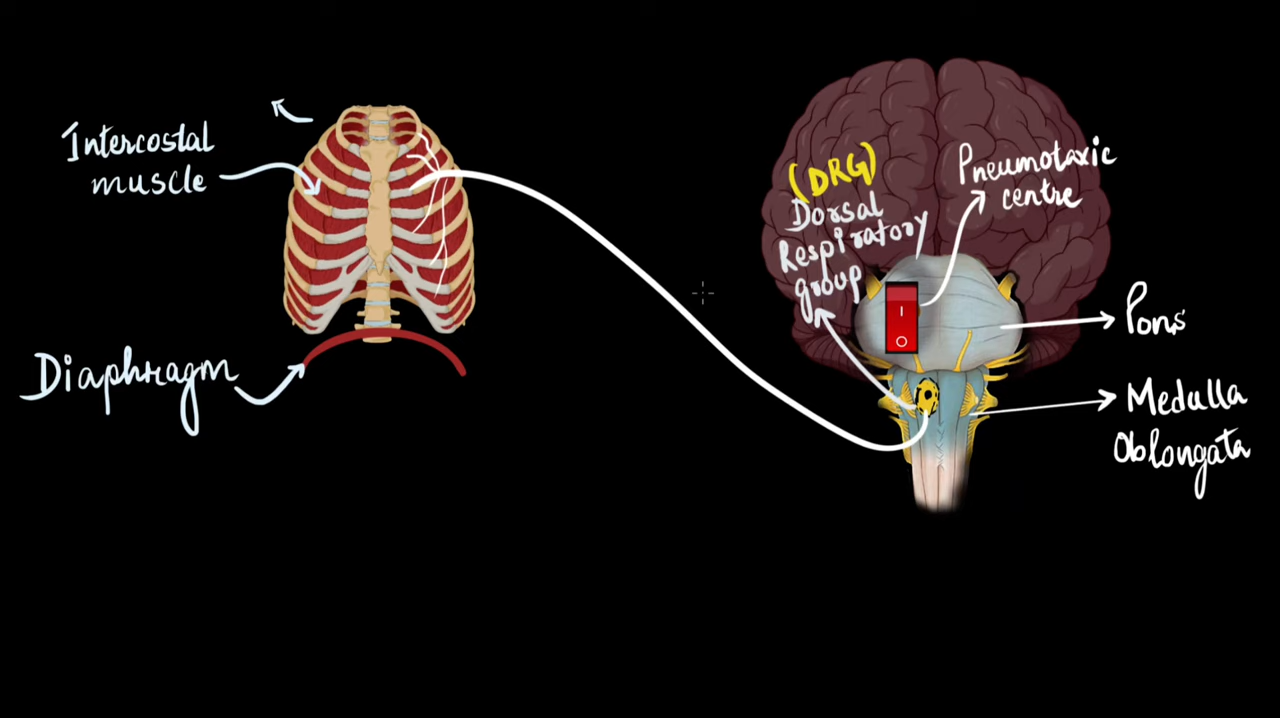 Intercostal
muscle
Diaphragm
(DRG)
Dorsal
Respiratory
group
Pneumotaxic
centre
I
O
Pons
Medulla
Oblongata